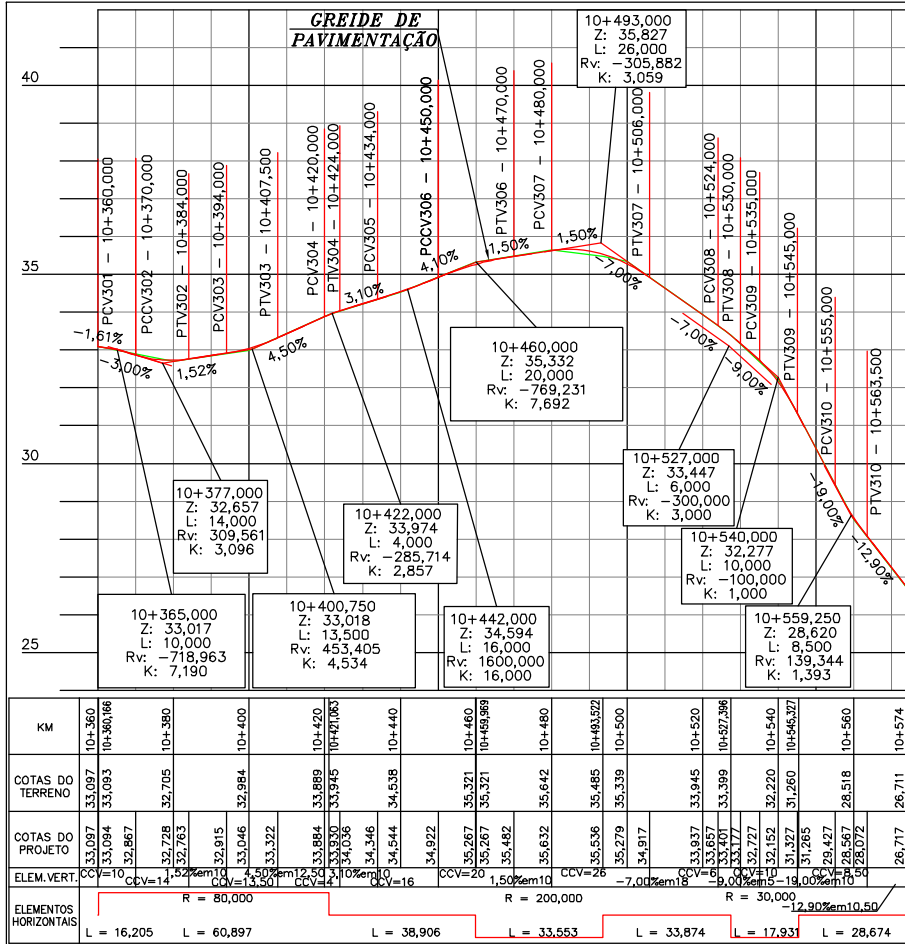 GREIDE DE
PAVIMENTAÇÃO
10+493,000
Z: 35,827
L: 26,000
Rv: -305,882
K: 3,059
40
35
30
25
PCV301 - 10+360,000
PCCV302 - 10+370,000
PTV302 - 10+384,000
PCV303 - 10+394,000
PTV303 - 10+407,500
PCV304 - 10+420,000
PTV304 - 10+424,000
PCV305 - 10+434,000
PCCV306 - 10+450,000
PTV306 - 10+470,000
PCV307 - 10+480,000
PTV307 - 10+506,000
PCV308 - 10+524,000
PTV308 - 10+530,000
PCV309 - 10+535,000
PTV309 - 10+545,000
PCV310 - 10+555,000
PTV310 - 10+563,500
-1,61%
-3,00%
1,52%
4,50%
3,10%
4,10%
1,50%
1,50%
-7,00%
-7,00%
-9,00%
-19,00%
-12,90%
10+460,000
Z: 35,332
L: 20,000
Rv: -769,231
K: 7,692
10+377,000
Z: 32,657
L: 14,000
Rv: 309,561
K: 3,096
10+422,000
Z: 33,974
L: 4,000
Rv: -285,714
K: 2,857
10+527,000
Z: 33,447
L: 6,000
Rv: -300,000
K: 3,000
10+540,000
Z: 32,277
L: 10,000
Rv: -100,000
K: 1,000
10+365,000
Z: 33,017
L: 10,000
Rv: -718,963
K: 7,190
10+400,750
Z: 33,018
L: 13,500
Rv: 453,405
K: 4,534
10+442,000
Z: 34,594
L: 16,000
Rv: 1600,000
K: 16,000
10+559,250
Z: 28,620
L: 8,500
Rv: 139,344
K: 1,393
KM 10+360 10+360,166 10+380 10+400 10+420 10+421,063 10+440 10+460 10+459,969 10+480 10+493,522 10+500 10+520 10+527,396 10+540 10+545,327 10+560 10+574
COTAS DO TERRENO 33,097 33,093 32,705 32,984 33,889 33,945 34,538 35,321 35,321 35,642 35,485 35,339 33,945 33,399 32,220 31,260 28,518 26,711
COTAS DO PROJETO 33,097 33,094 32,867 32,728 32,763 32,915 33,046 33,322 33,884 33,930 34,036 34,346 34,544 34,922 35,267 35,267 35,482 35,632 35,536 35,279 34,917 33,937 33,657 33,401 33,177 32,727 32,152 31,327 31,265 29,427 28,567 28,072 26,717
ELEM.VERT. CCV=10 CCV=14 1,52%em10 CCV=13,50 4,50%em12,50 CCV=4 3,10%em10 CCV=16 CCV=20 1,50%em10 CCV=26 -7,00%em18 CCV=6 -9,00%em5 CCV=10 -19,00%em10 CCV=8,50
-12,90%em10,50
ELEMENTOS HORIZONTAIS
R = 80,000 R = 200,000 R = 30,000
L = 16,205 L = 60,897 L = 38,906 L = 33,553 L = 33,874 L = 17,931 L = 28,674